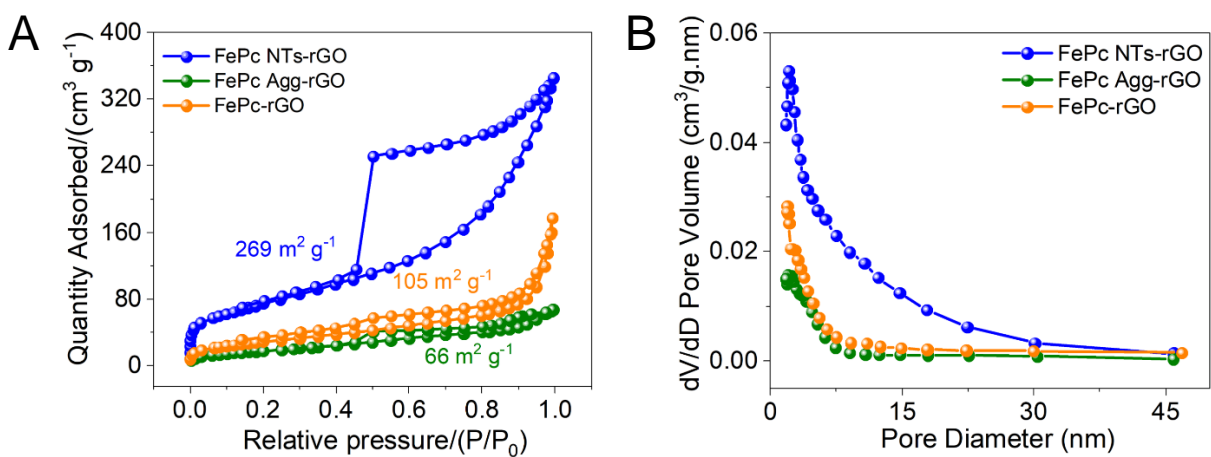 A
Quantity Adsorbed/(cm³ g⁻¹)
400
320
240
160
80
0
FePc NTs-rGO
FePc Agg-rGO
FePc-rGO
269 m² g⁻¹
105 m² g⁻¹
66 m² g⁻¹
0.0 0.2 0.4 0.6 0.8 1.0
Relative pressure/(P/P₀)
B
dV/dD Pore Volume (cm³/g.nm)
0.06
0.04
0.02
0.00
FePc NTs-rGO
FePc Agg-rGO
FePc-rGO
0 15 30 45
Pore Diameter (nm)